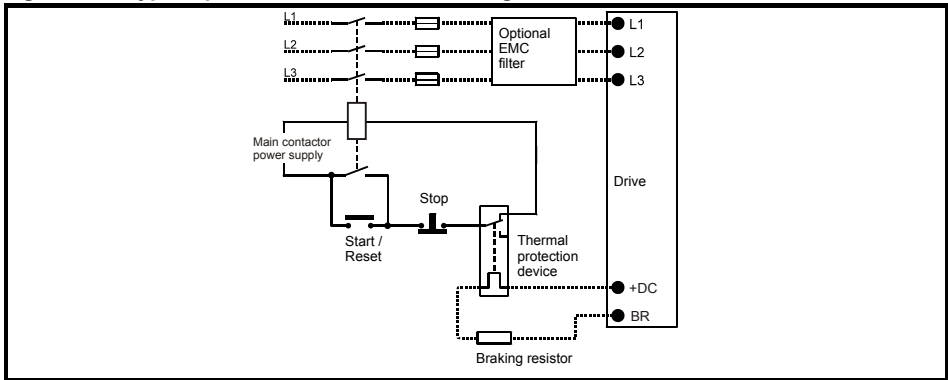 L1
L2
L3
Optional
EMC
filter
L1
L2
L3
Main contactor
power supply
Drive
Stop
Start /
Reset
Thermal
protection
device
+DC
BR
Braking resistor